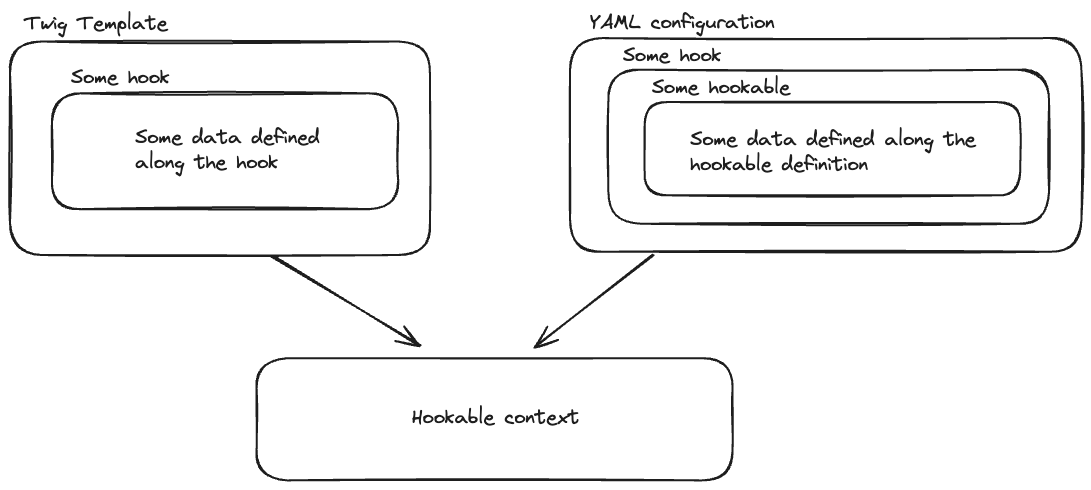 Twig Template
Some hook
Some data defined
along the hook
YAML configuration
Some hook
Some hookable
Some data defined along the
hookable definition
Hookable context